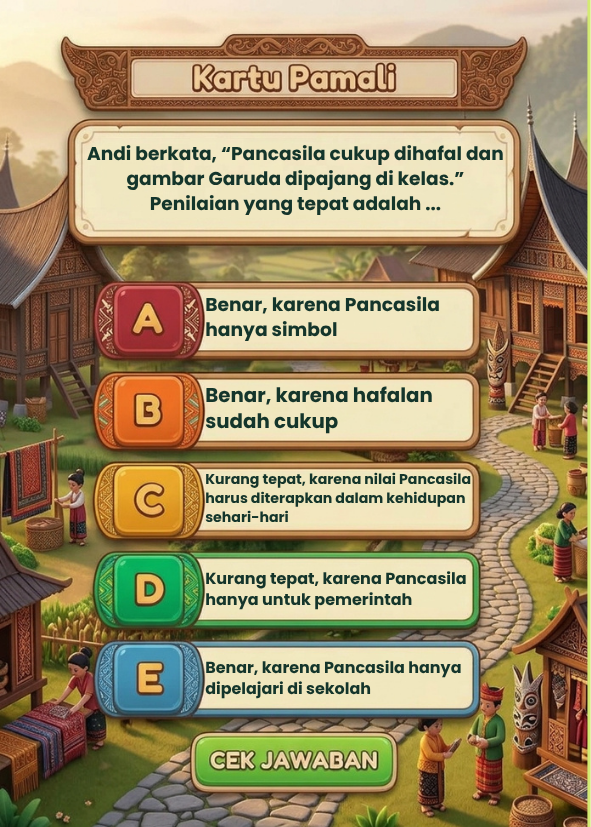 Kartu Pamali
Andi berkata, “Pancasila cukup dihafal dan
gambar Garuda dipajang di kelas.”
Penilaian yang tepat adalah ...
A
Benar, karena Pancasila
hanya simbol
B
Benar, karena hafalan
sudah cukup
C
Kurang tepat, karena nilai Pancasila
harus diterapkan dalam kehidupan
sehari-hari
D
Kurang tepat, karena Pancasila
hanya untuk pemerintah
E
Benar, karena Pancasila hanya
dipelajari di sekolah
CEK JAWABAN